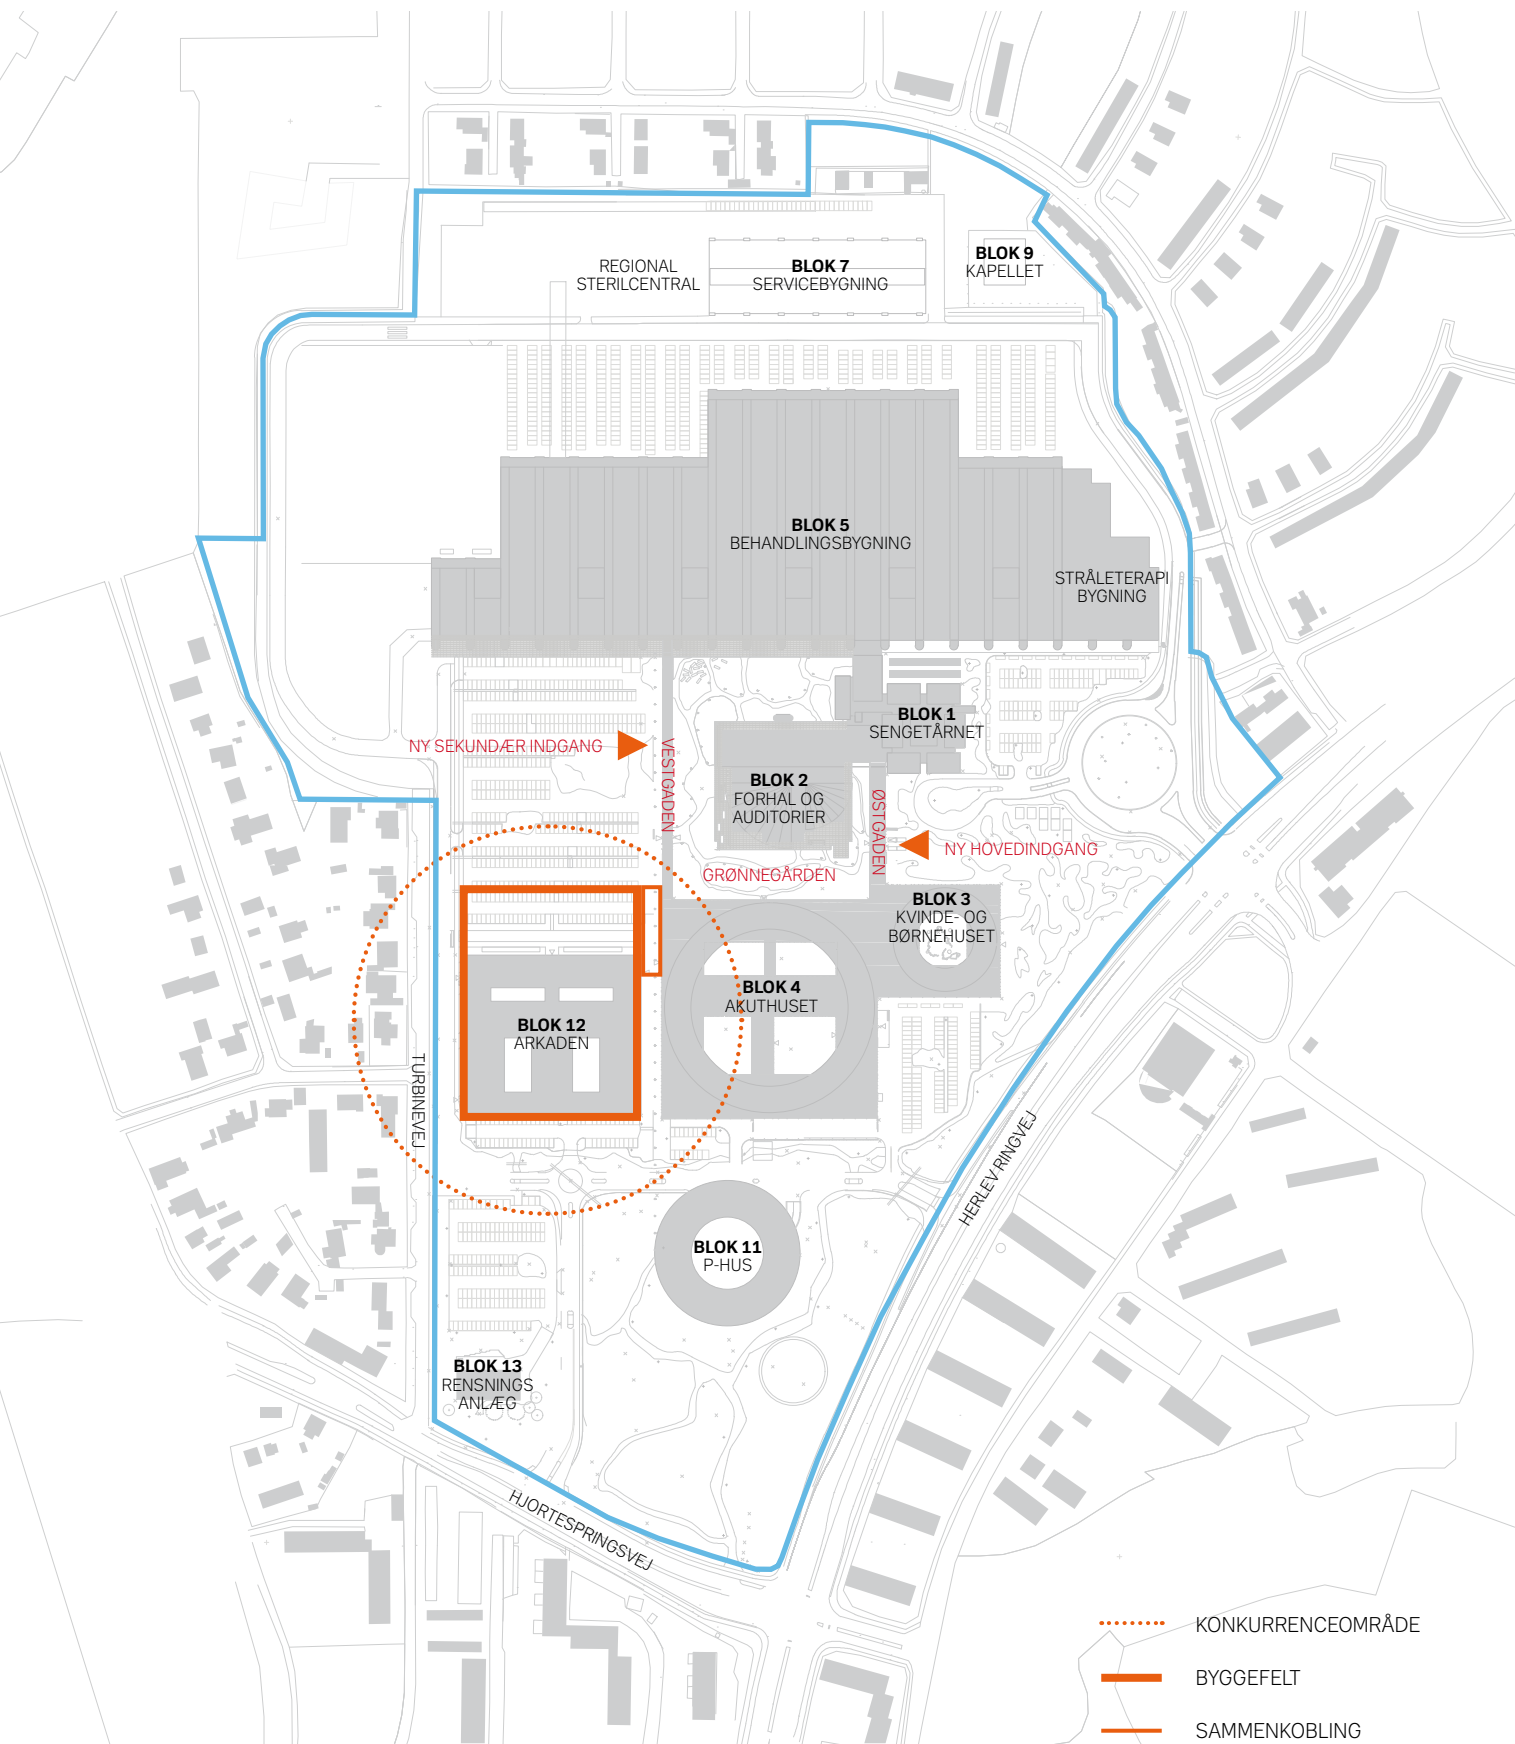 REGIONAL
STERILCENTRAL
BLOK 7
SERVICEBYGNING
BLOK 9
KAPELLET
BLOK 5
BEHANDLINGSBYGNING
STRÅLETERAPI
BYGNING
BLOK 1
SENGETÅRNET
NY SEKUNDÆR INDGANG
VESTGADEN
BLOK 2
FORHAL OG
AUDITORIER
ØSTGADEN
NY HOVEDINDGANG
GRØNNEGÅRDEN
BLOK 3
KVINDE- OG
BØRNEHUSET
BLOK 4
AKUTHUSET
BLOK 12
ARKADEN
TURBINEVEJ
HERLEV RINGVEJ
BLOK 11
P-HUS
BLOK 13
RENSNINGS
ANLÆG
HJORTESPRINGSVEJ
KONKURRENCEOMRÅDE
BYGGEFELT
SAMMENKOBLING